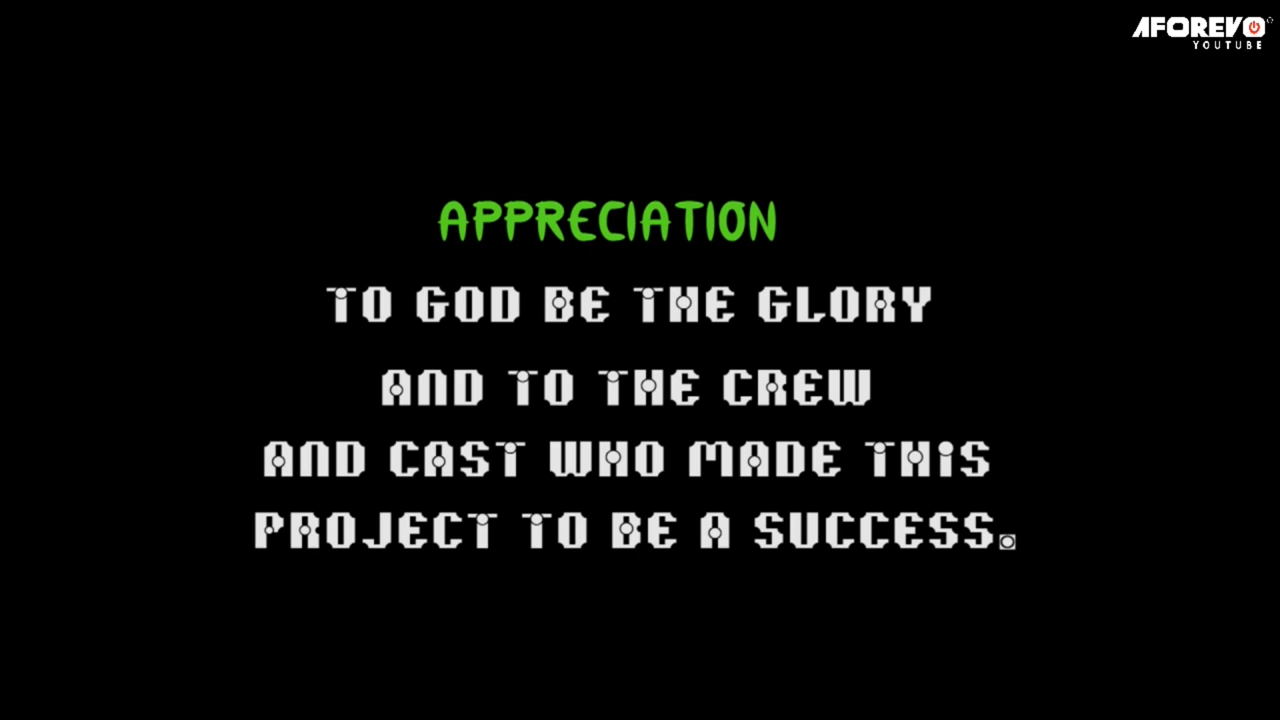 AFOREVO
YOUTUBE
APPRECIATION
TO GOD BE THE GLORY
AND TO THE CREW
AND CAST WHO MADE THIS
PROJECT TO BE A SUCCESS.